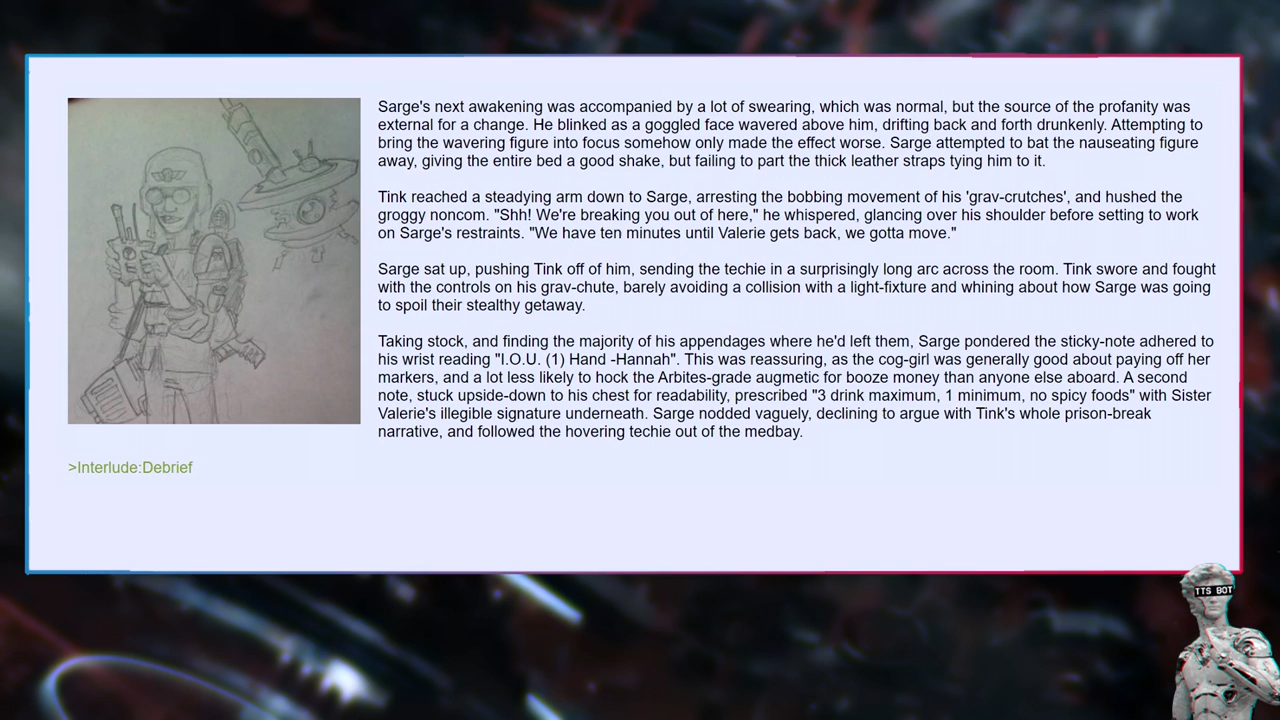 Sarge's next awakening was accompanied by a lot of swearing, which was normal, but the source of the profanity was
external for a change. He blinked as a goggled face wavered above him, drifting back and forth drunkenly. Attempting to
bring the wavering figure into focus somehow only made the effect worse. Sarge attempted to bat the nauseating figure
away, giving the entire bed a good shake, but failing to part the thick leather straps tying him to it.
Tink reached a steadying arm down to Sarge, arresting the bobbing movement of his 'grav-crutches', and hushed the
groggy noncom. "Shh! We're breaking you out of here," he whispered, glancing over his shoulder before setting to work
on Sarge's restraints. "We have ten minutes until Valerie gets back, we gotta move."
Sarge sat up, pushing Tink off of him, sending the techie in a surprisingly long arc across the room. Tink swore and fought
with the controls on his grav-chute, barely avoiding a collision with a light-fixture and whining about how Sarge was going
to spoil their stealthy getaway.
Taking stock, and finding the majority of his appendages where he'd left them, Sarge pondered the sticky-note adhered to
his wrist reading "I.O.U. (1) Hand -Hannah". This was reassuring, as the cog-girl was generally good about paying off her
markers, and a lot less likely to hock the Arbites-grade augmetic for booze money than anyone else aboard. A second
note, stuck upside-down to his chest for readability, prescribed "3 drink maximum, 1 minimum, no spicy foods" with Sister
Valerie's illegible signature underneath. Sarge nodded vaguely, declining to argue with Tink's whole prison-break
narrative, and followed the hovering techie out of the medbay.
>Interlude:Debrief
TTS BOT